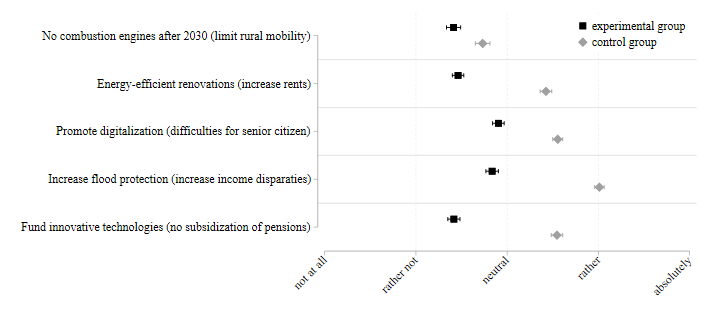 No combustion engines after 2030 (limit rural mobility)
experimental group
control group
Energy-efficient renovations (increase rents)
Promote digitalization (difficulties for senior citizen)
Increase flood protection (increase income disparaties)
Fund innovative technologies (no subsidization of pensions)
not at all
rather not
neutral
rather
absolutely